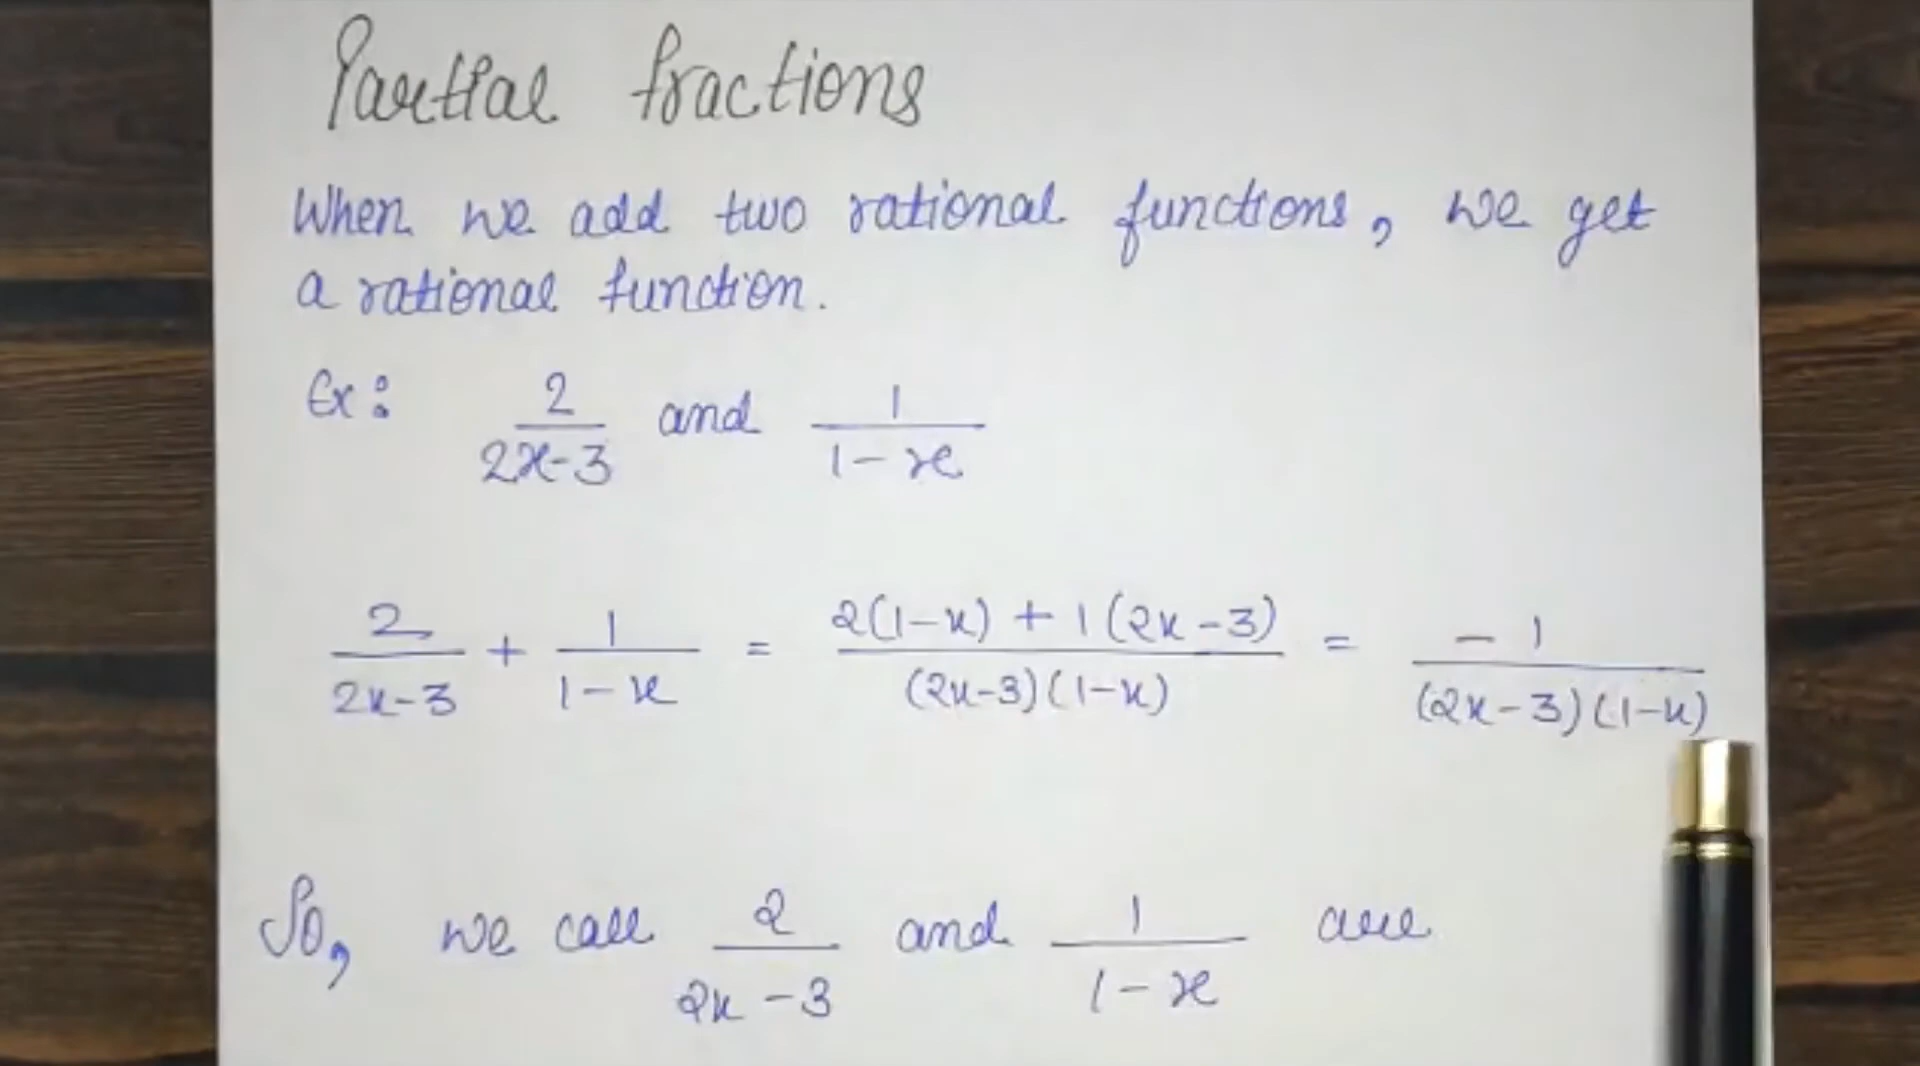 Partial fractions
When we add two rational functions, we get
a rational function.
Ex: 2/(2x-3) and 1/(1-x)
2/(2x-3) + 1/(1-x) = (2(1-x) + 1(2x-3))/((2x-3)(1-x)) = -1/((2x-3)(1-x))
So, we call 2/(2x-3) and 1/(1-x) are